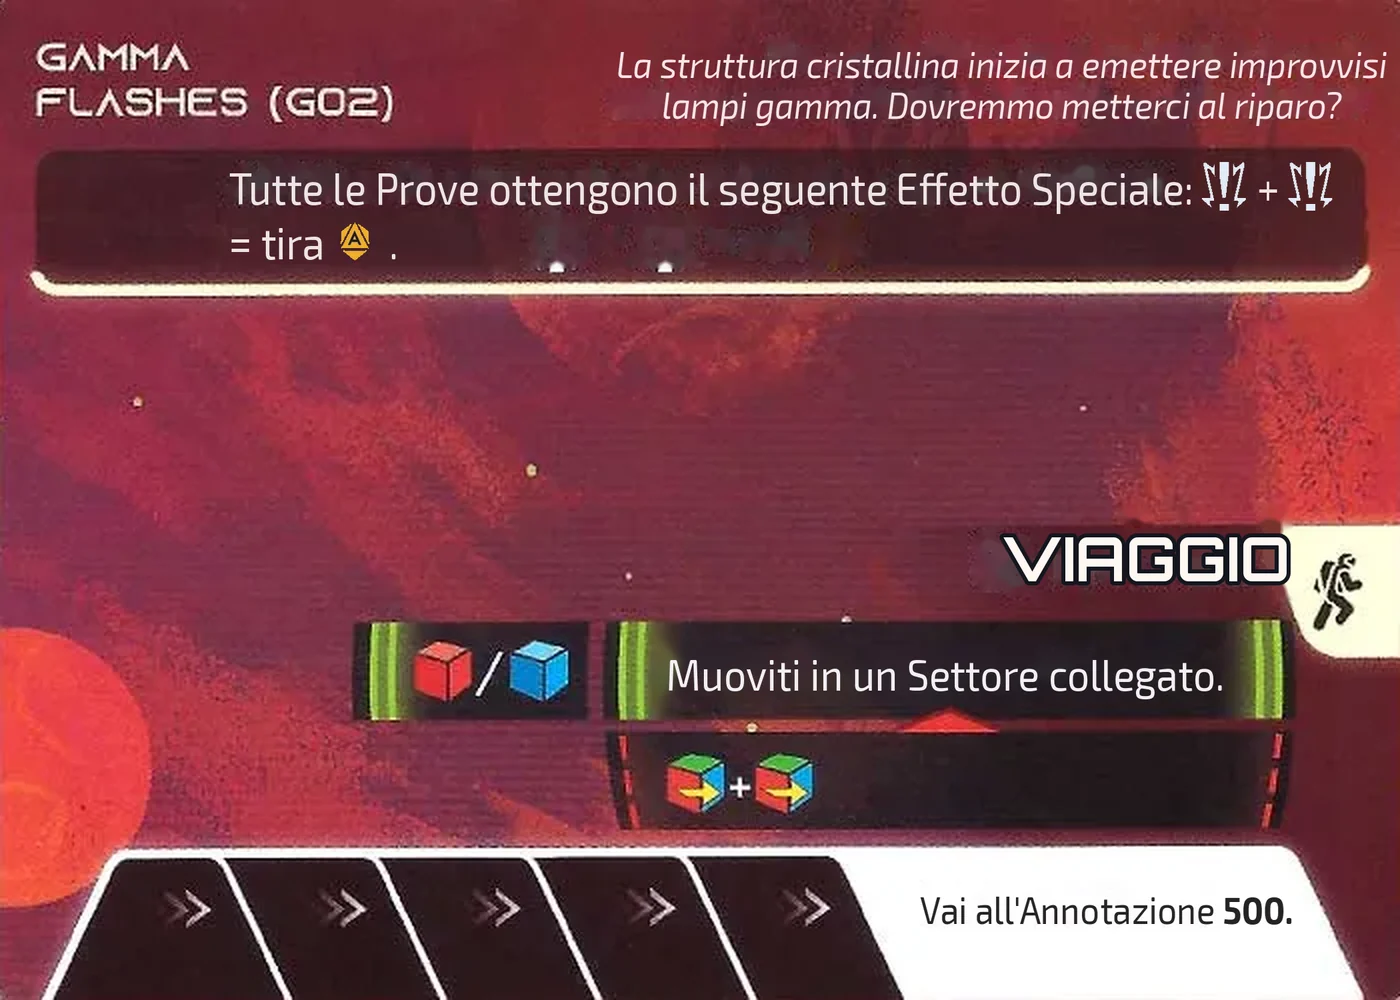 GAMMA
FLASHES (G02)
La struttura cristallina inizia a emettere improvvisi
lampi gamma. Dovremmo metterci al riparo?
Tutte le Prove ottengono il seguente Effetto Speciale: +
= tira A .
VIAGGIO
/
Muoviti in un Settore collegato.
+
Vai all'Annotazione 500.